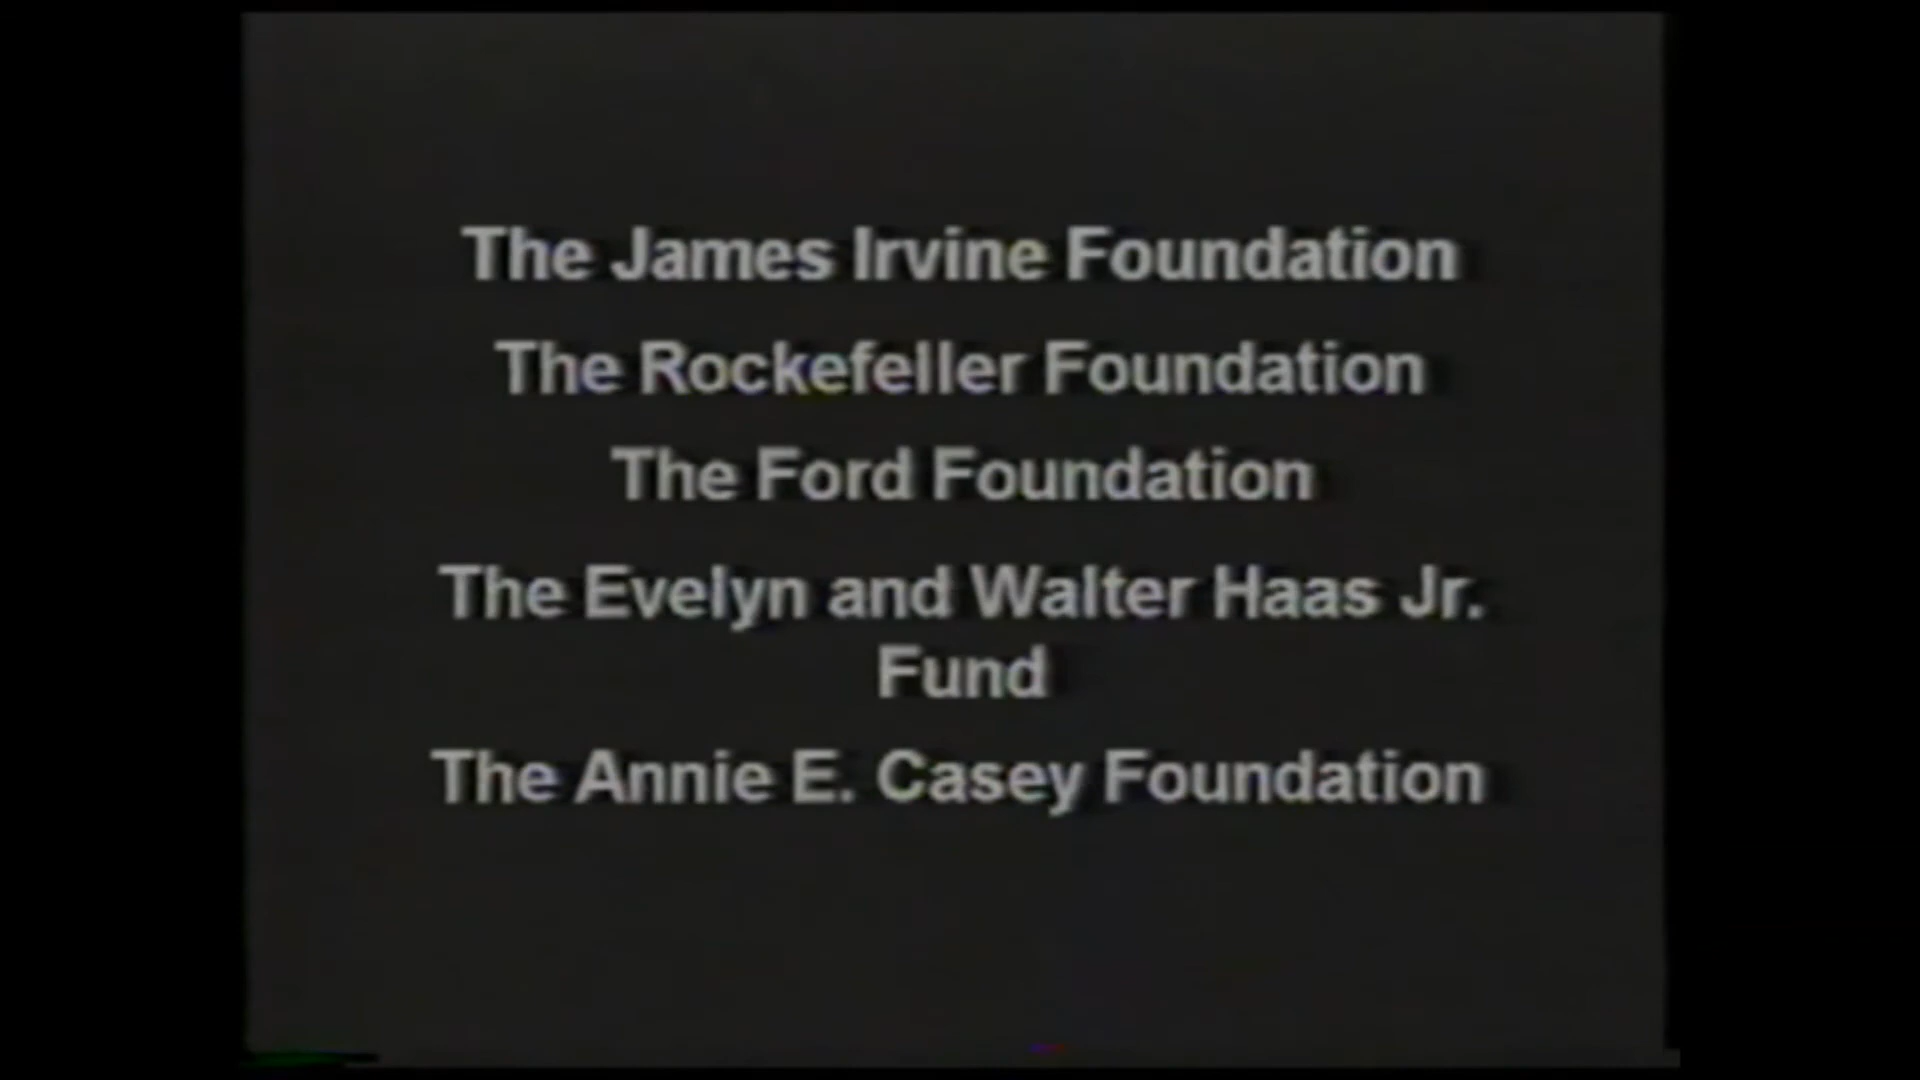 The James Irvine Foundation
The Rockefeller Foundation
The Ford Foundation
The Evelyn and Walter Haas Jr.
Fund
The Annie E. Casey Foundation